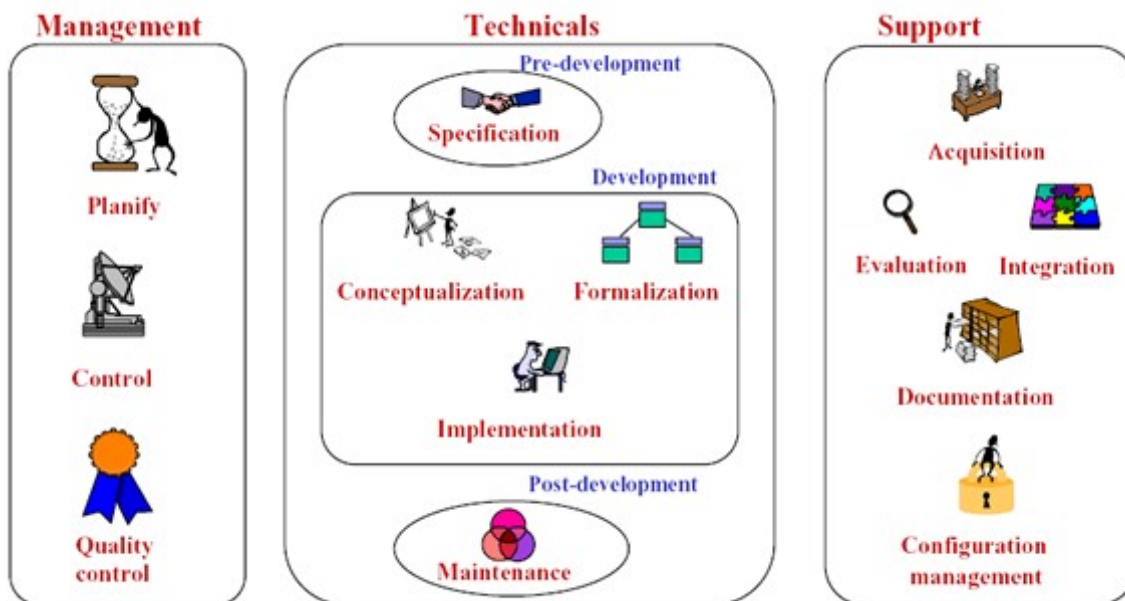 Management
Planify
Control
Quality
control
Technicals
Pre-development
Specification
Development
Conceptualization
Formalization
Implementation
Post-development
Maintenance
Support
Acquisition
Evaluation
Integration
Documentation
Configuration
management